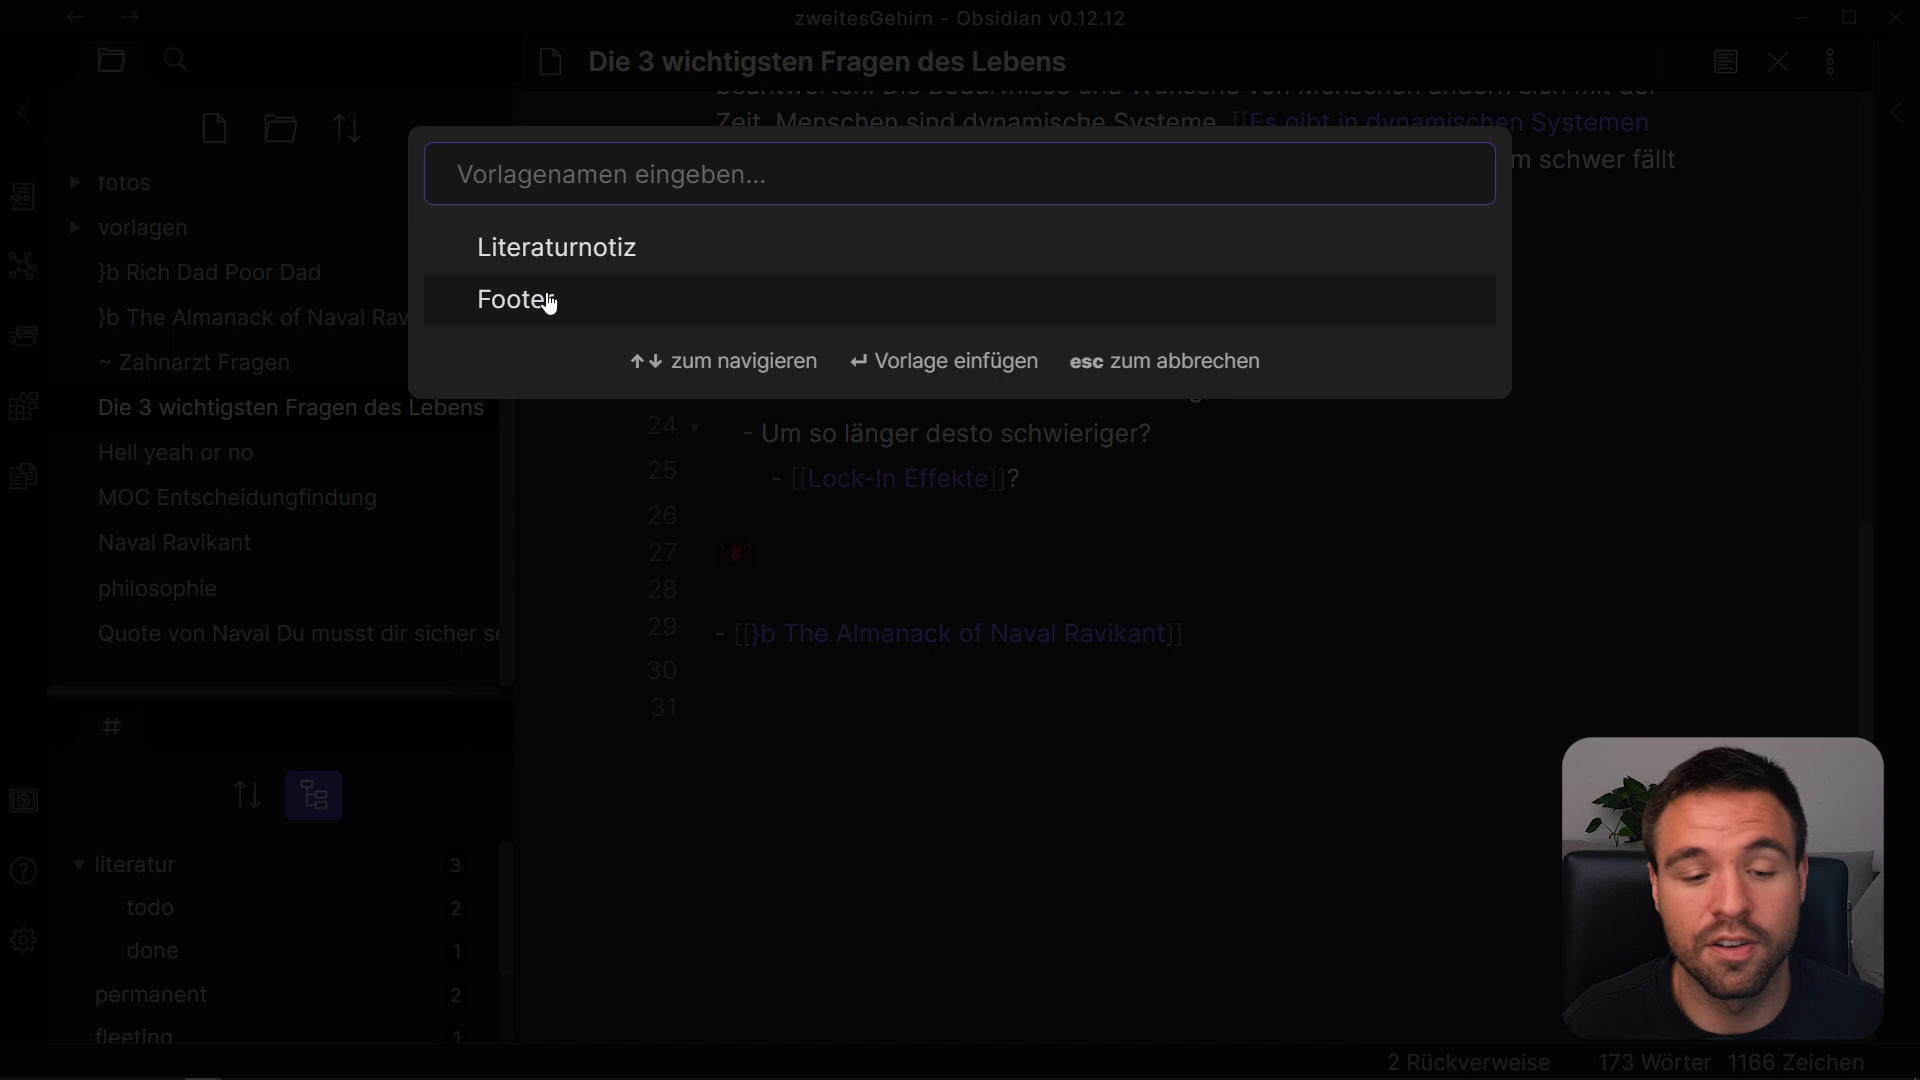 zweitesGehirn - Obsidian v0.12.12
Die 3 wichtigsten Fragen des Lebens
Zeit. Menschen sind dynamische Systeme. [[Es gibt in dynamischen Systemen
m schwer fällt
Vorlagenamen eingeben...
Literaturnotiz
Footer
↑↓ zum navigieren ↵ Vorlage einfügen esc zum abbrechen
fotos
vorlagen
}b Rich Dad Poor Dad
}b The Almanack of Naval Rav
~ Zahnarzt Fragen
Die 3 wichtigsten Fragen des Lebens
Hell yeah or no
MOC Entscheidungfindung
Naval Ravikant
philosophie
Quote von Naval Du musst dir sicher se
24 - Um so länger desto schwieriger?
25 - [[Lock-In Effekte]]?
26
27 `#`
28
29 - [[}b The Almanack of Naval Ravikant]]
30
31
#
literatur 3
todo 2
done 1
permanent 2
fleeting 1
2 Rückverweise 173 Wörter 1166 Zeichen